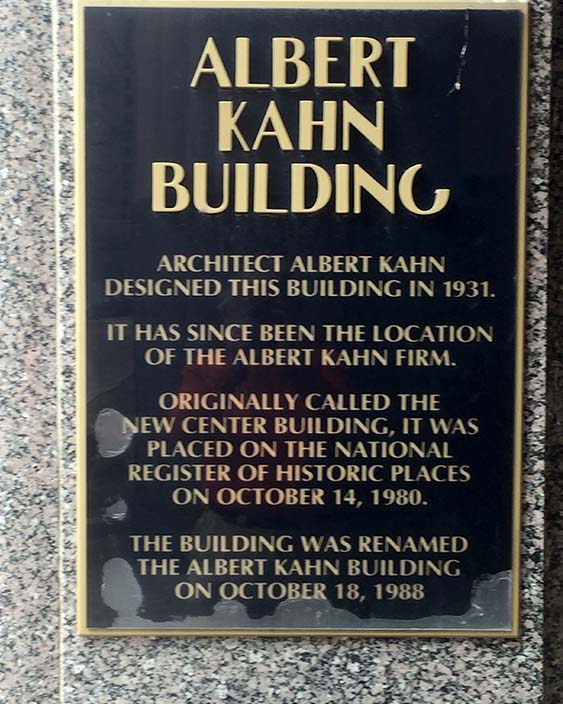 ALBERT
KAHN
BUILDING
ARCHITECT ALBERT KAHN
DESIGNED THIS BUILDING IN 1931.
IT HAS SINCE BEEN THE LOCATION
OF THE ALBERT KAHN FIRM.
ORIGINALLY CALLED THE
NEW CENTER BUILDING, IT WAS
PLACED ON THE NATIONAL
REGISTER OF HISTORIC PLACES
ON OCTOBER 14, 1980.
THE BUILDING WAS RENAMED
THE ALBERT KAHN BUILDING
ON OCTOBER 18, 1988